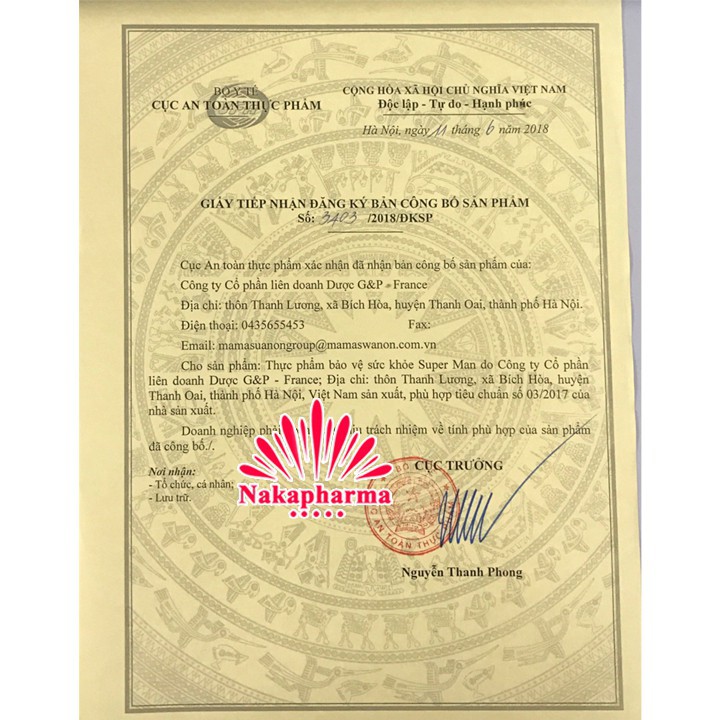 BỘ Y TẾ
CỤC AN TOÀN THỰC PHẨM
CỘNG HÒA XÃ HỘI CHỦ NGHĨA VIỆT NAM
Độc lập - Tự do - Hạnh phúc
Hà Nội, ngày 11 tháng 6 năm 2018
GIẤY TIẾP NHẬN ĐĂNG KÝ BẢN CÔNG BỐ SẢN PHẨM
Số: 3403 /2018/ĐKSP
Cục An toàn thực phẩm xác nhận đã nhận bản công bố sản phẩm của:
Công ty Cổ phần liên doanh Dược G&P - France
Địa chỉ: thôn Thanh Lương, xã Bích Hòa, huyện Thanh Oai, thành phố Hà Nội.
Điện thoại: 0435655453 Fax:
Email: mamasuanongroup@mamaswanon.com.vn
Cho sản phẩm: Thực phẩm bảo vệ sức khỏe Super Man do Công ty Cổ phần
liên doanh Dược G&P - France; Địa chỉ: thôn Thanh Lương, xã Bích Hòa, huyện
Thanh Oai, thành phố Hà Nội, Việt Nam sản xuất, phù hợp tiêu chuẩn số 03/2017 của
nhà sản xuất.
Doanh nghiệp trách nhiệm về tính phù hợp của sản phẩm
đã công bố./.
Nơi nhận:
- Tổ chức, cá nhân;
- Lưu trữ.
CỤC TRƯỞNG
Nakapharma
AN TOÀN THỰC
Nguyễn Thanh Phong